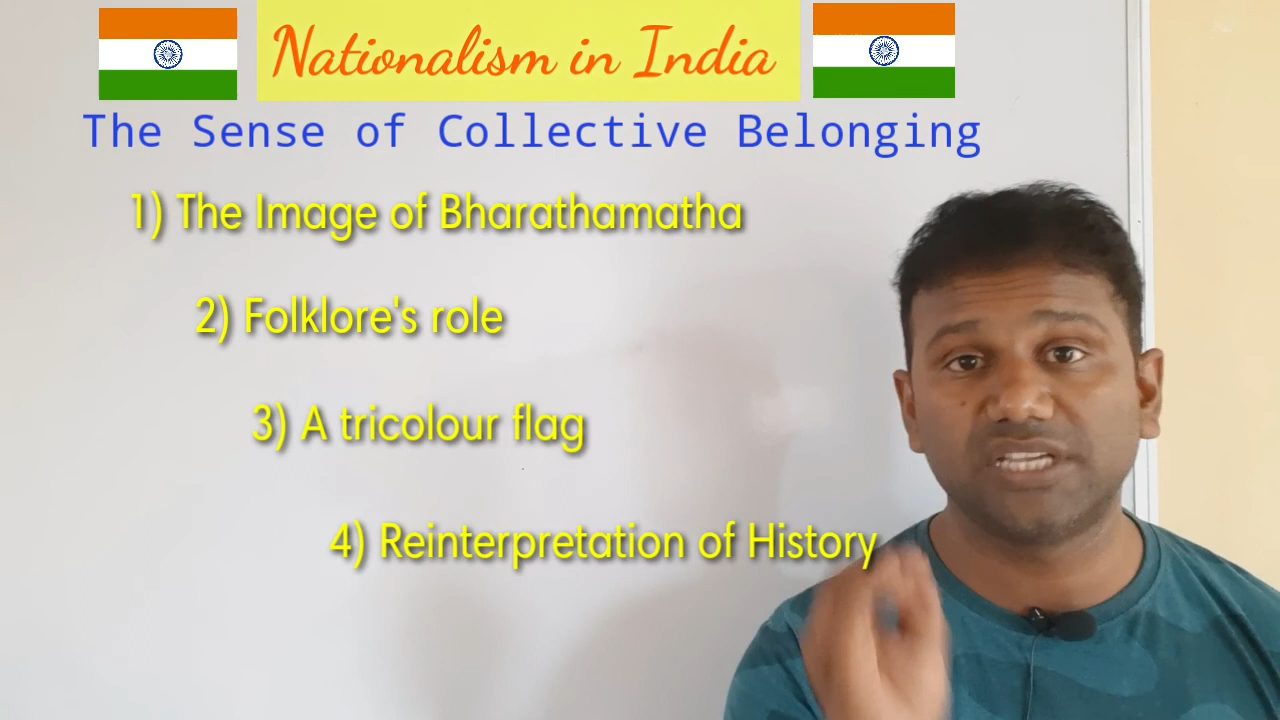 Nationalism in India
The Sense of Collective Belonging
1) The Image of Bharathamatha
2) Folklore's role
3) A tricolour flag
4) Reinterpretation of History